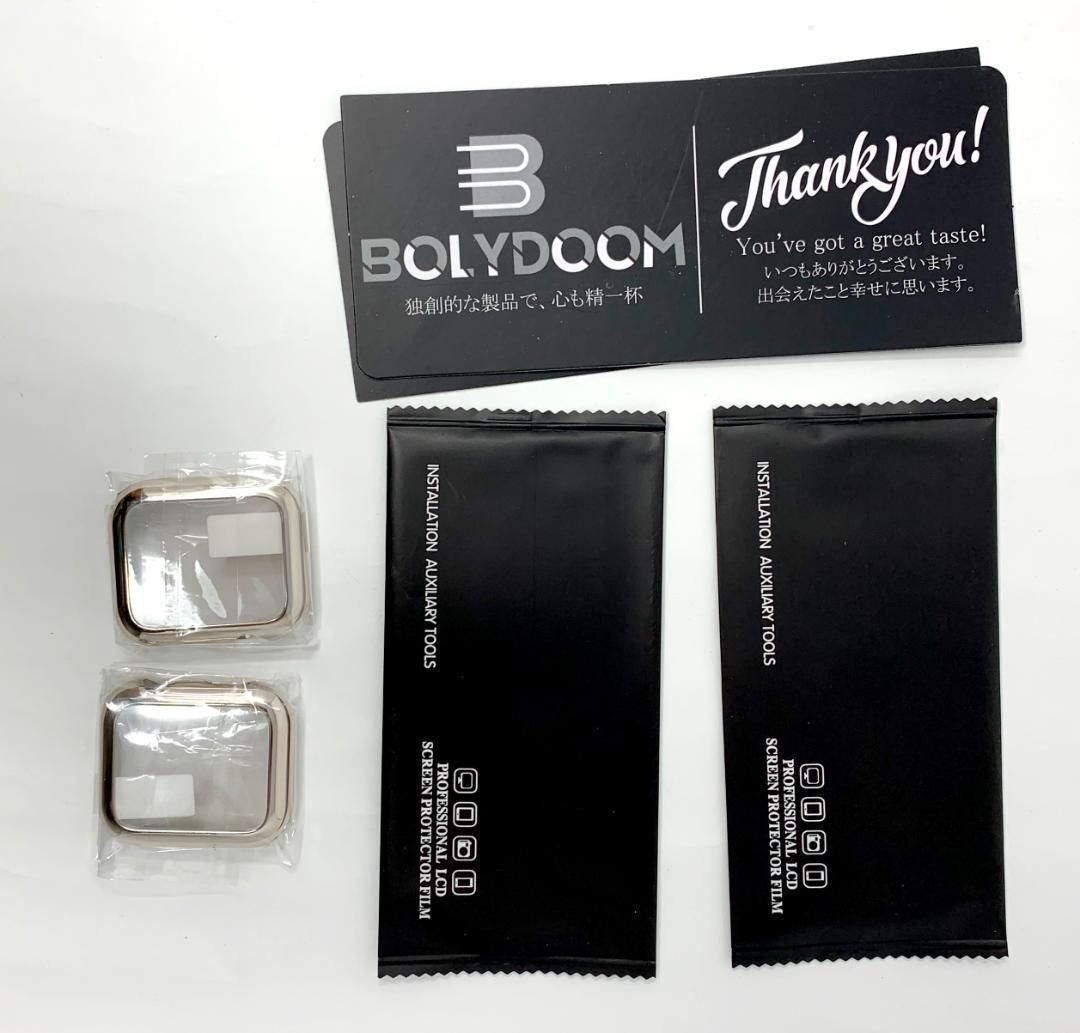 BOLYDOOM
独創的な製品で、心も精一杯
Thank you!
You've got a great taste!
いつもありがとうございます。
出会えたこと幸せに思います。
INSTALLATION AUXILIARY TOOLS
PROFESSIONAL LCD
SCREEN PROTECTOR FILM
INSTALLATION AUXILIARY TOOLS
PROFESSIONAL LCD
SCREEN PROTECTOR FILM